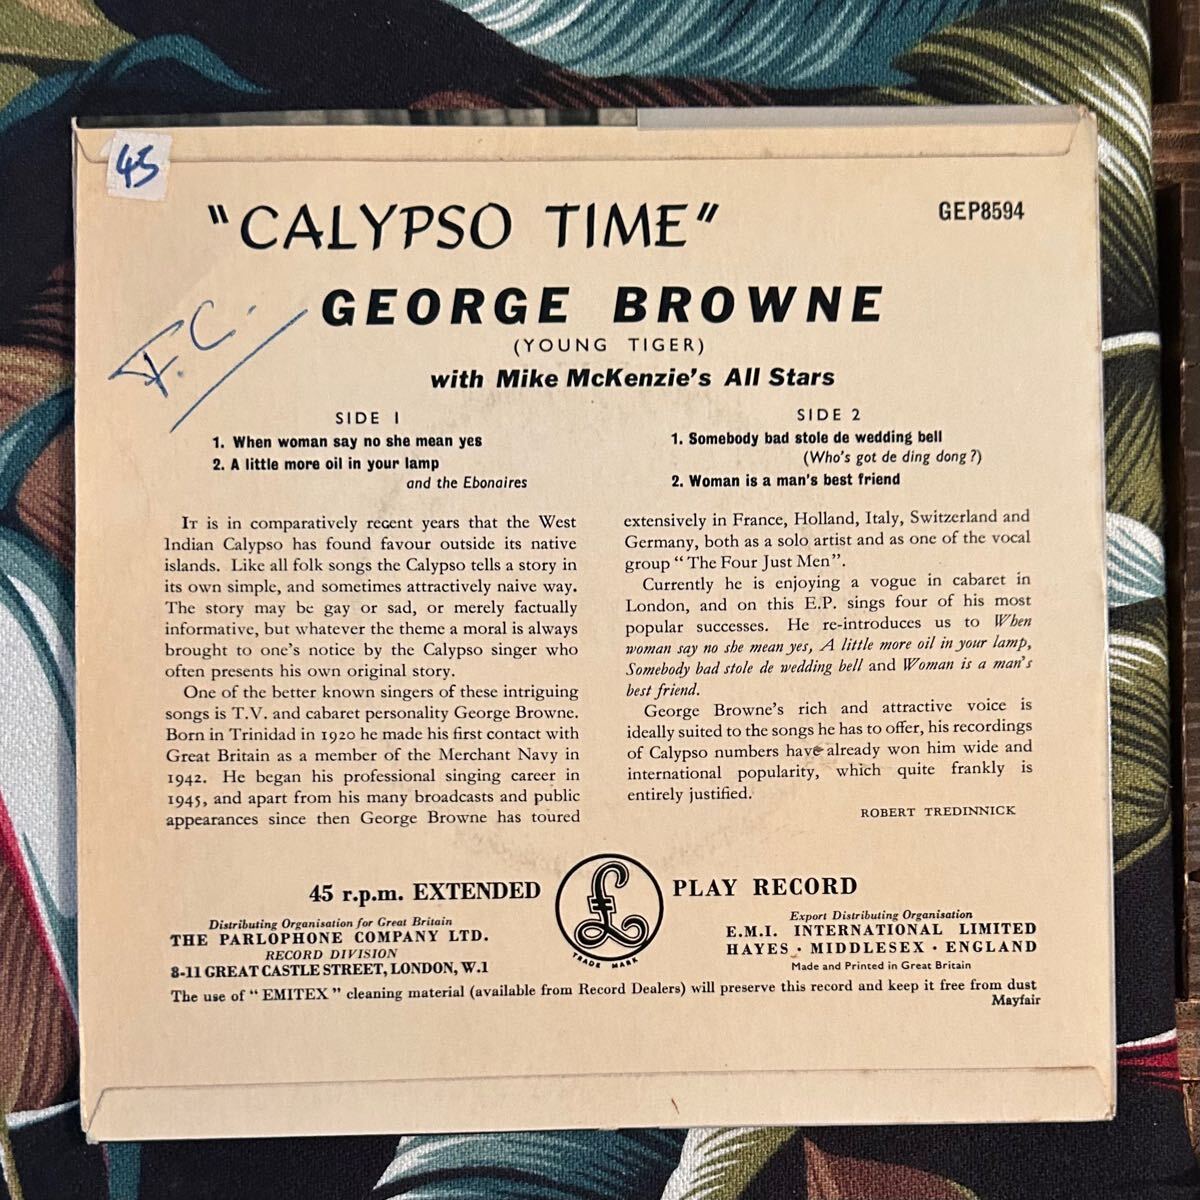 45
"CALYPSO TIME"
GEP8594
F.C.
GEORGE BROWNE
(YOUNG TIGER)
with Mike McKenzie's All Stars
SIDE 1
1. When woman say no she mean yes
2. A little more oil in your lamp
and the Ebonaires
SIDE 2
1. Somebody bad stole de wedding bell
(Who's got de ding dong?)
2. Woman is a man's best friend
IT is in comparatively recent years that the West
Indian Calypso has found favour outside its native
islands. Like all folk songs the Calypso tells a story in
its own simple, and sometimes attractively naive way.
The story may be gay or sad, or merely factually
informative, but whatever the theme a moral is always
brought to one's notice by the Calypso singer who
often presents his own original story.
One of the better known singers of these intriguing
songs is T.V. and cabaret personality George Browne.
Born in Trinidad in 1920 he made his first contact with
Great Britain as a member of the Merchant Navy in
1942. He began his professional singing career in
1945, and apart from his many broadcasts and public
appearances since then George Browne has toured
extensively in France, Holland, Italy, Switzerland and
Germany, both as a solo artist and as one of the vocal
group "The Four Just Men".
Currently he is enjoying a vogue in cabaret in
London, and on this E.P. sings four of his most
popular successes. He re-introduces us to When
woman say no she mean yes, A little more oil in your lamp,
Somebody bad stole de wedding bell and Woman is a man's
best friend.
George Browne's rich and attractive voice is
ideally suited to the songs he has to offer, his recordings
of Calypso numbers have already won him wide and
international popularity, which quite frankly is
entirely justified.
ROBERT TREDINNICK
45 r.p.m. EXTENDED
PLAY RECORD
£
TRADE MARK
Distributing Organisation for Great Britain
THE PARLOPHONE COMPANY LTD.
RECORD DIVISION
8-11 GREAT CASTLE STREET, LONDON, W.1
Export Distributing Organisation
E.M.I. INTERNATIONAL LIMITED
HAYES · MIDDLESEX · ENGLAND
Made and Printed in Great Britain
The use of "EMITEX" cleaning material (available from Record Dealers) will preserve this record and keep it free from dust
Mayfair